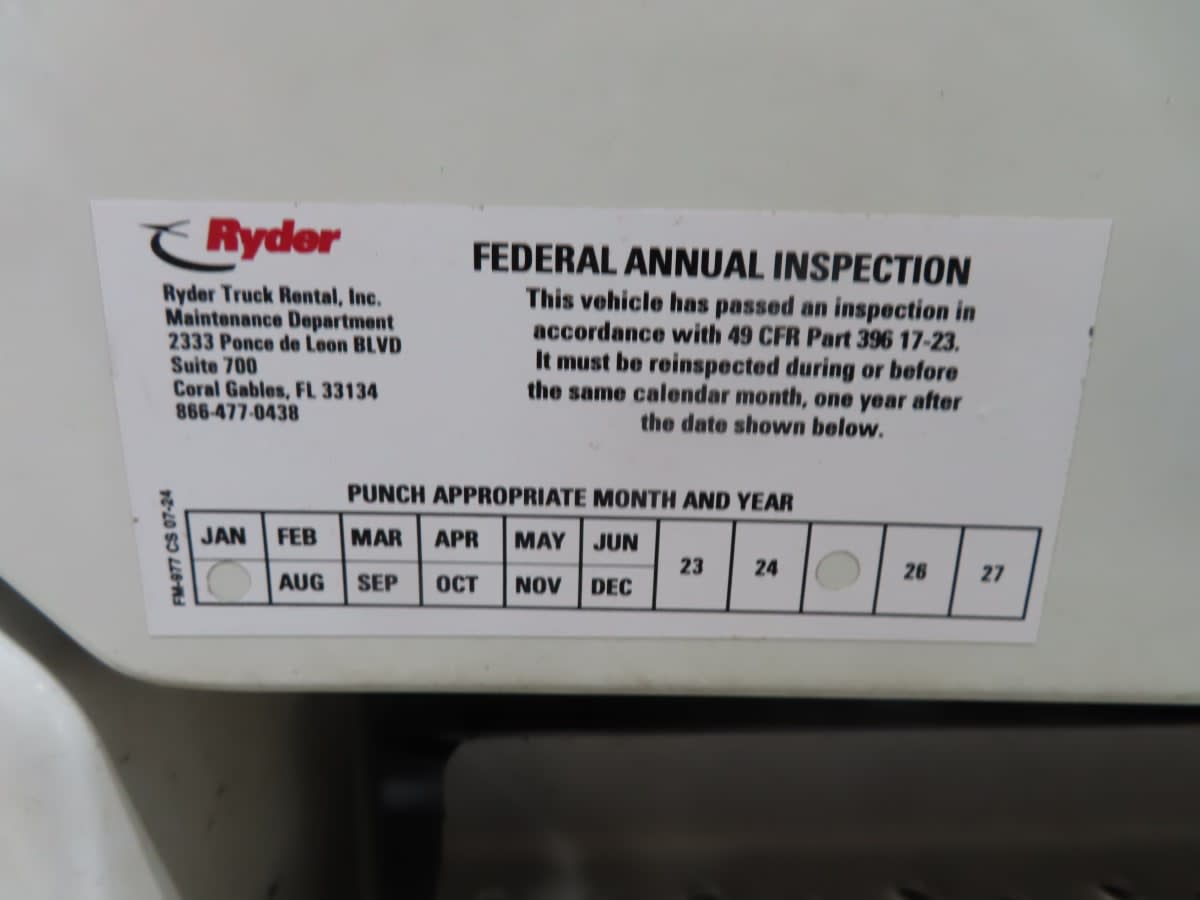 Ryder
Ryder Truck Rental, Inc.
Maintenance Department
2333 Ponce de Leon BLVD
Suite 700
Coral Gables, FL 33134
866-477-0438
FEDERAL ANNUAL INSPECTION
This vehicle has passed an inspection in
accordance with 49 CFR Part 396 17-23.
It must be reinspected during or before
the same calendar month, one year after
the date shown below.
PUNCH APPROPRIATE MONTH AND YEAR
FM-977 CS 07-24
JAN FEB MAR APR MAY JUN
AUG SEP OCT NOV DEC
23 24 26 27